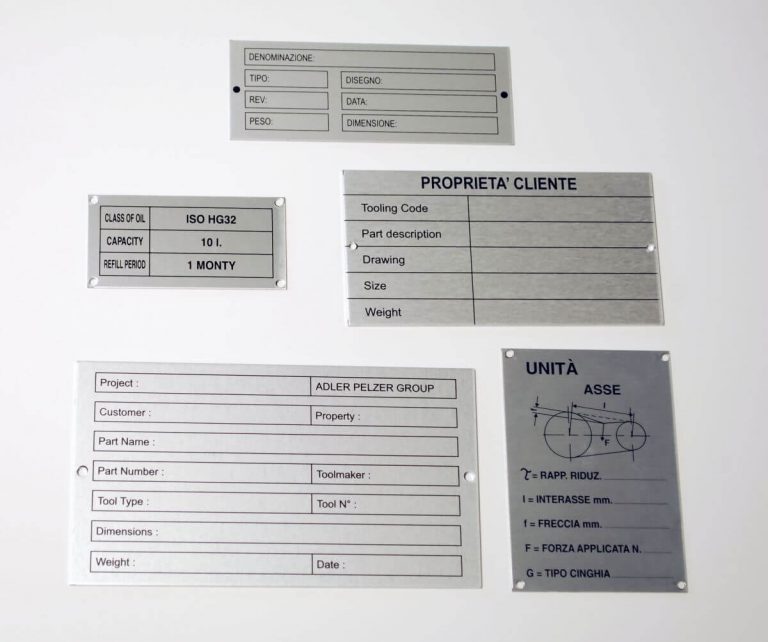 DENOMINAZIONE:
TIPO: DISEGNO:
REV: DATA:
PESO: DIMENSIONE:
CLASS OF OIL ISO HG32
CAPACITY 10 l.
REFILL PERIOD 1 MONTY
PROPRIETA' CLIENTE
Tooling Code
Part description
Drawing
Size
Weight
Project : ADLER PELZER GROUP
Customer : Property :
Part Name :
Part Number : Toolmaker :
Tool Type : Tool N° :
Dimensions :
Weight : Date :
UNITÀ
ASSE
l
f
F
τ = RAPP. RIDUZ.
I = INTERASSE mm.
f = FRECCIA mm.
F = FORZA APPLICATA N.
G = TIPO CINGHIA